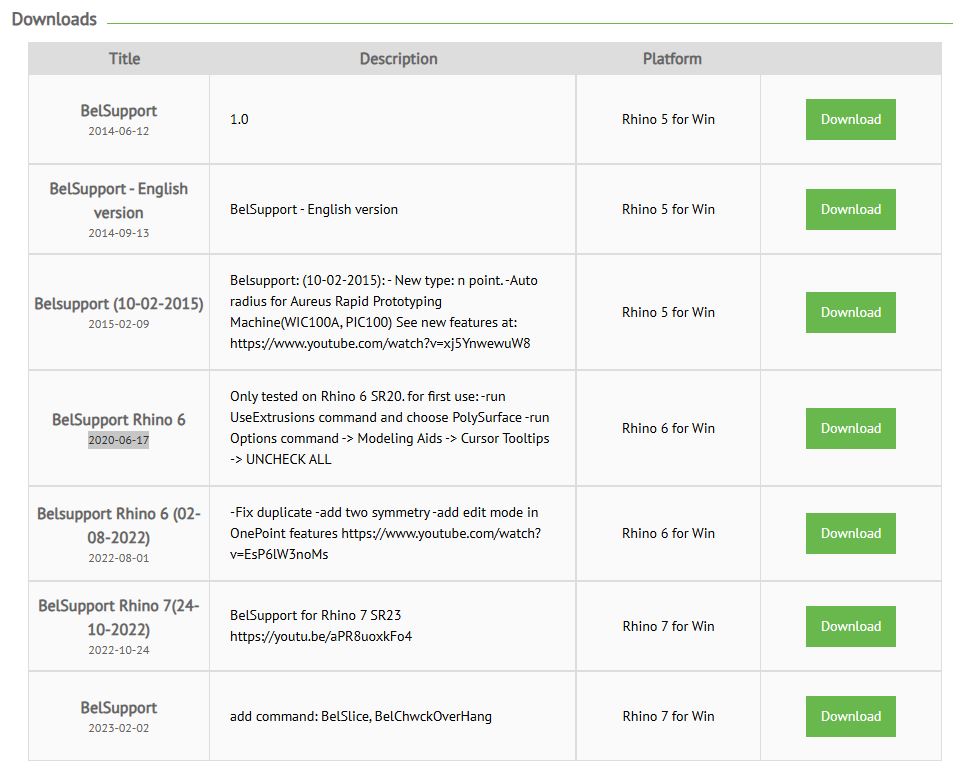 Downloads
Title Description Platform
BelSupport
2014-06-12
1.0
Rhino 5 for Win
Download
BelSupport - English
version
2014-09-13
BelSupport - English version
Rhino 5 for Win
Download
Belsupport (10-02-2015)
2015-02-09
Belsupport: (10-02-2015): - New type: n point. -Auto
radius for Aureus Rapid Prototyping
Machine(WIC100A, PIC100) See new features at:
https://www.youtube.com/watch?v=xj5YnwewuW8
Rhino 5 for Win
Download
BelSupport Rhino 6
2020-06-17
Only tested on Rhino 6 SR20. for first use: -run
UseExtrusions command and choose PolySurface -run
Options command -> Modeling Aids -> Cursor Tooltips
-> UNCHECK ALL
Rhino 6 for Win
Download
Belsupport Rhino 6 (02-
08-2022)
2022-08-01
-Fix duplicate -add two symmetry -add edit mode in
OnePoint features https://www.youtube.com/watch?
v=EsP6lW3noMs
Rhino 6 for Win
Download
BelSupport Rhino 7(24-
10-2022)
2022-10-24
BelSupport for Rhino 7 SR23
https://youtu.be/aPR8uoxkFo4
Rhino 7 for Win
Download
BelSupport
2023-02-02
add command: BelSlice, BelChwckOverHang
Rhino 7 for Win
Download